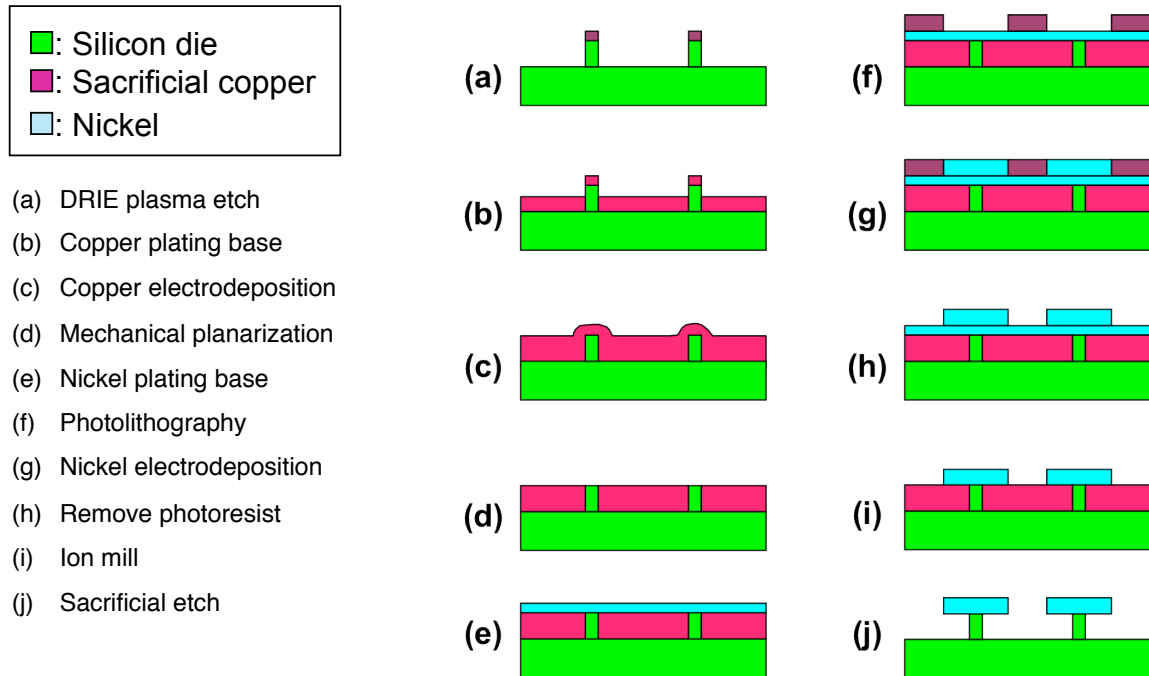 : Silicon die
: Sacrificial copper
: Nickel
(a) DRIE plasma etch
(b) Copper plating base
(c) Copper electrodeposition
(d) Mechanical planarization
(e) Nickel plating base
(f) Photolithography
(g) Nickel electrodeposition
(h) Remove photoresist
(i) Ion mill
(j) Sacrificial etch
(a)
(b)
(c)
(d)
(e)
(f)
(g)
(h)
(i)
(j)